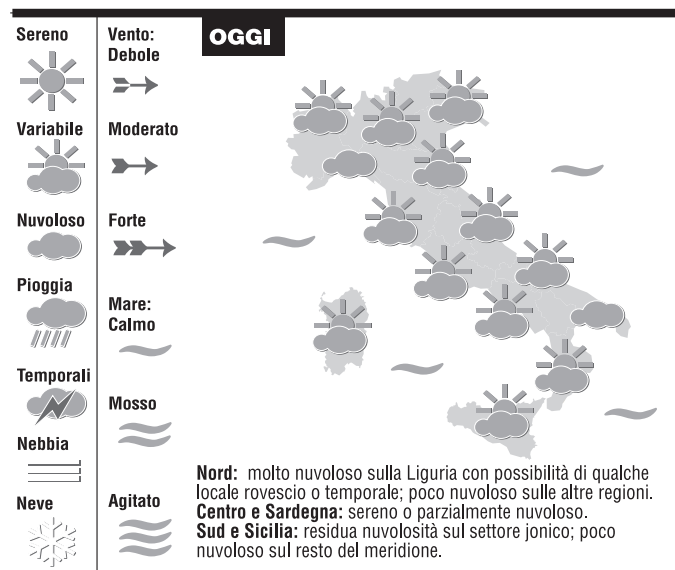 Sereno
Variabile
Nuvoloso
Pioggia
Temporali
Nebbia
Neve
Vento:
Debole
Moderato
Forte
Mare:
Calmo
Mosso
Agitato
OGGI
Nord: molto nuvoloso sulla Liguria con possibilità di qualche
locale rovescio o temporale; poco nuvoloso sulle altre regioni.
Centro e Sardegna: sereno o parzialmente nuvoloso.
Sud e Sicilia: residua nuvolosità sul settore jonico; poco
nuvoloso sul resto del meridione.